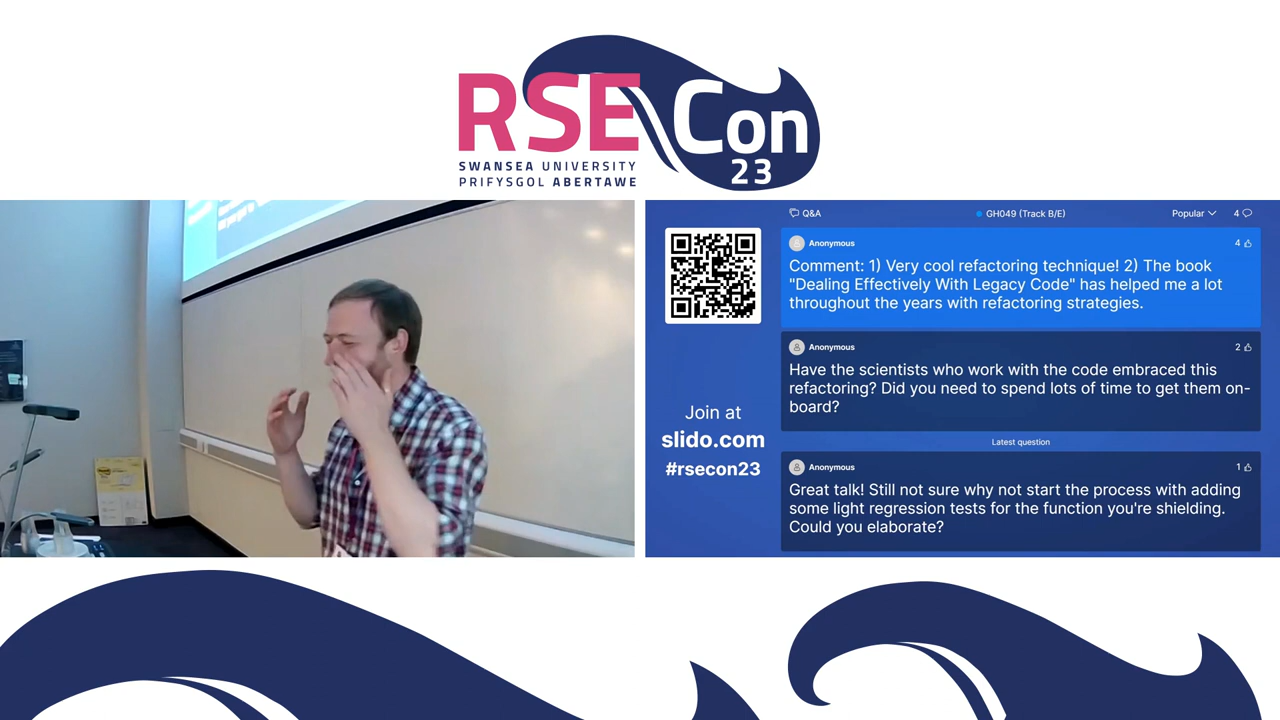 RSE Con
23
SWANSEA UNIVERSITY
PRIFYSGOL ABERTAWE
Q&A
GH049 (Track B/E)
Popular
4
Join at
slido.com
#rsecon23
Anonymous
4
Comment: 1) Very cool refactoring technique! 2) The book
"Dealing Effectively With Legacy Code" has helped me a lot
throughout the years with refactoring strategies.
Anonymous
2
Have the scientists who work with the code embraced this
refactoring? Did you need to spend lots of time to get them on-
board?
Latest question
Anonymous
1
Great talk! Still not sure why not start the process with adding
some light regression tests for the function you're shielding.
Could you elaborate?